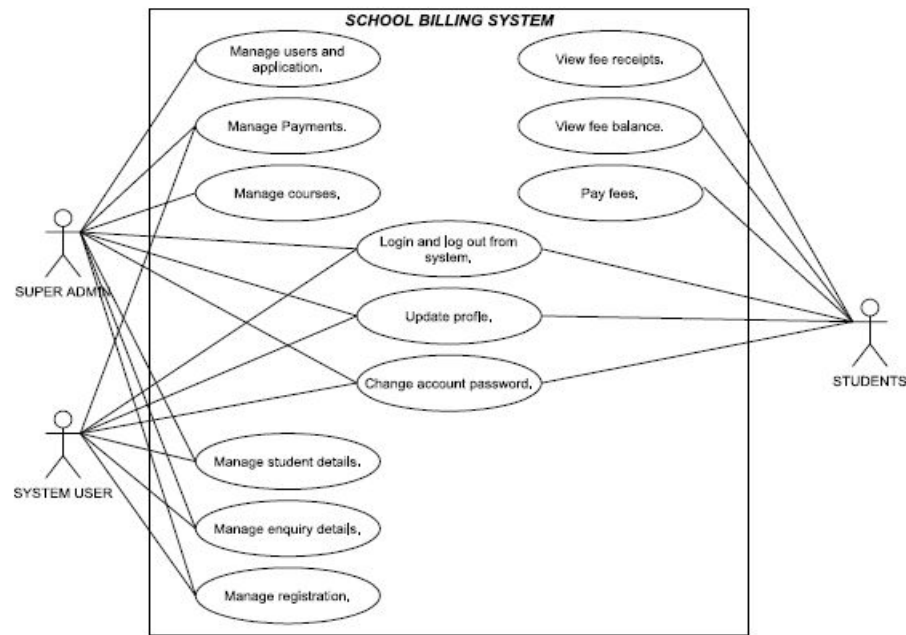 SCHOOL BILLING SYSTEM
Manage users and
application.
View fee receipts.
Manage Payments.
View fee balance.
Manage courses.
Pay fees.
Login and log out from
system.
SUPER ADMIN
Update profile.
STUDENTS
Change account password.
SYSTEM USER
Manage student details.
Manage enquiry details.
Manage registration.